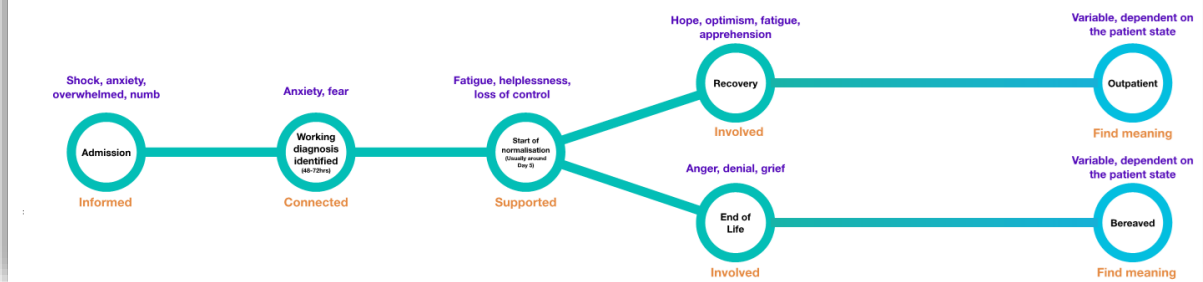 Shock, anxiety,
overwhelmed, numb
Admission
Informed
Anxiety, fear
Working
diagnosis
identified
(48-72hrs)
Connected
Fatigue, helplessness,
loss of control
Start of
normalisation
(Usually around
Day 5)
Supported
Hope, optimism, fatigue,
apprehension
Recovery
Involved
Variable, dependent on
the patient state
Outpatient
Find meaning
Anger, denial, grief
End of
Life
Involved
Variable, dependent on
the patient state
Bereaved
Find meaning